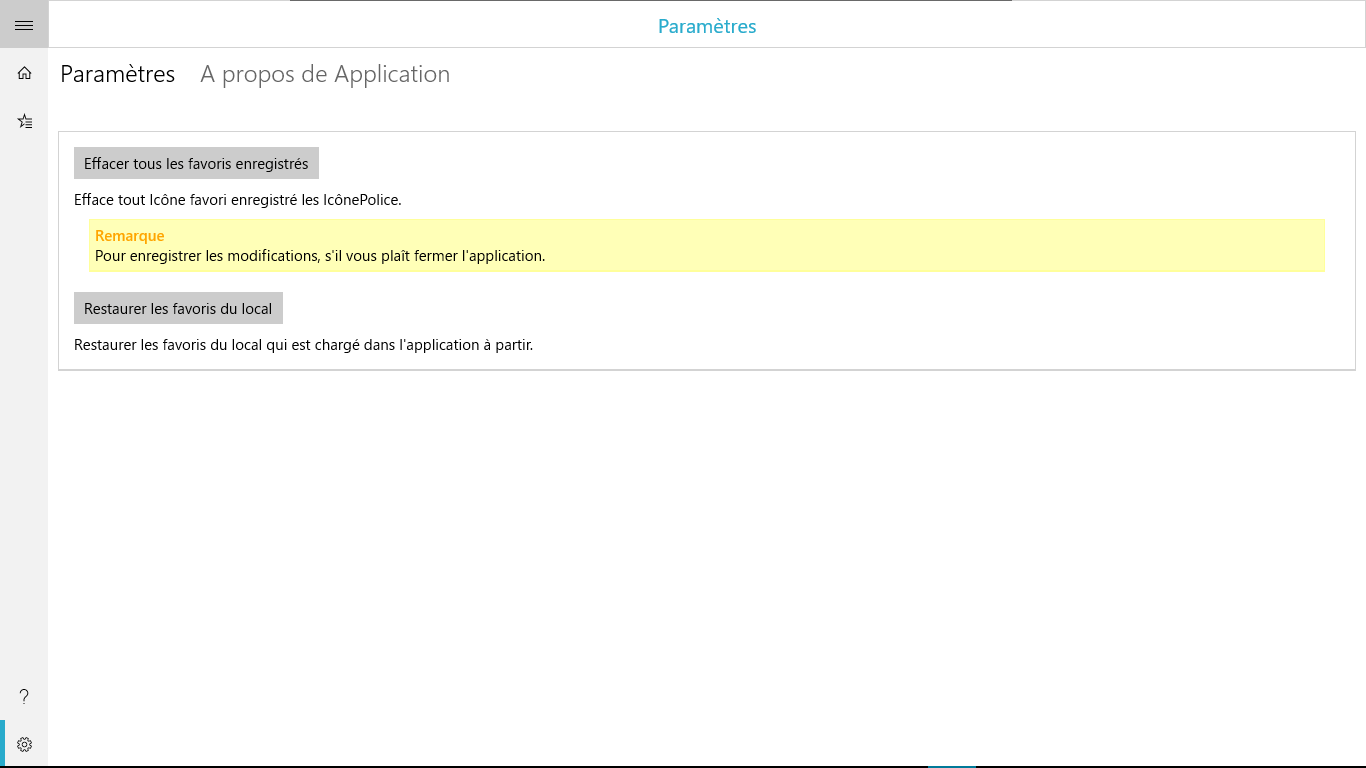 Paramètres
Paramètres A propos de Application
Effacer tous les favoris enregistrés
Efface tout Icône favori enregistré les IcônePolice.
Remarque
Pour enregistrer les modifications, s'il vous plaît fermer l'application.
Restaurer les favoris du local
Restaurer les favoris du local qui est chargé dans l'application à partir.